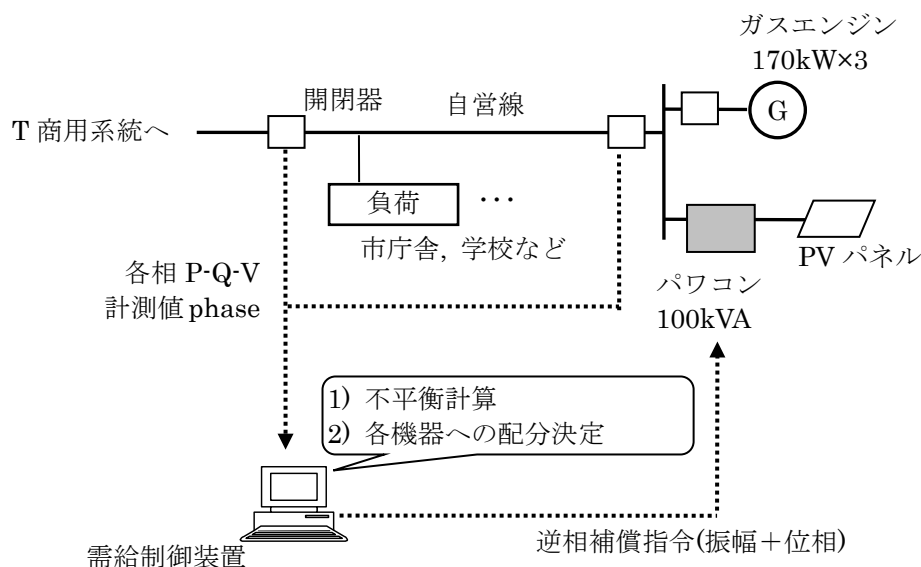 ガスエンジン
170kW×3
開閉器
自営線
T 商用系統へ
G
負荷
…
市庁舎, 学校など
PV パネル
各相 P-Q-V
計測値 phase
パワコン
100kVA
1) 不平衡計算
2) 各機器への配分決定
逆相補償指令(振幅＋位相)
需給制御装置